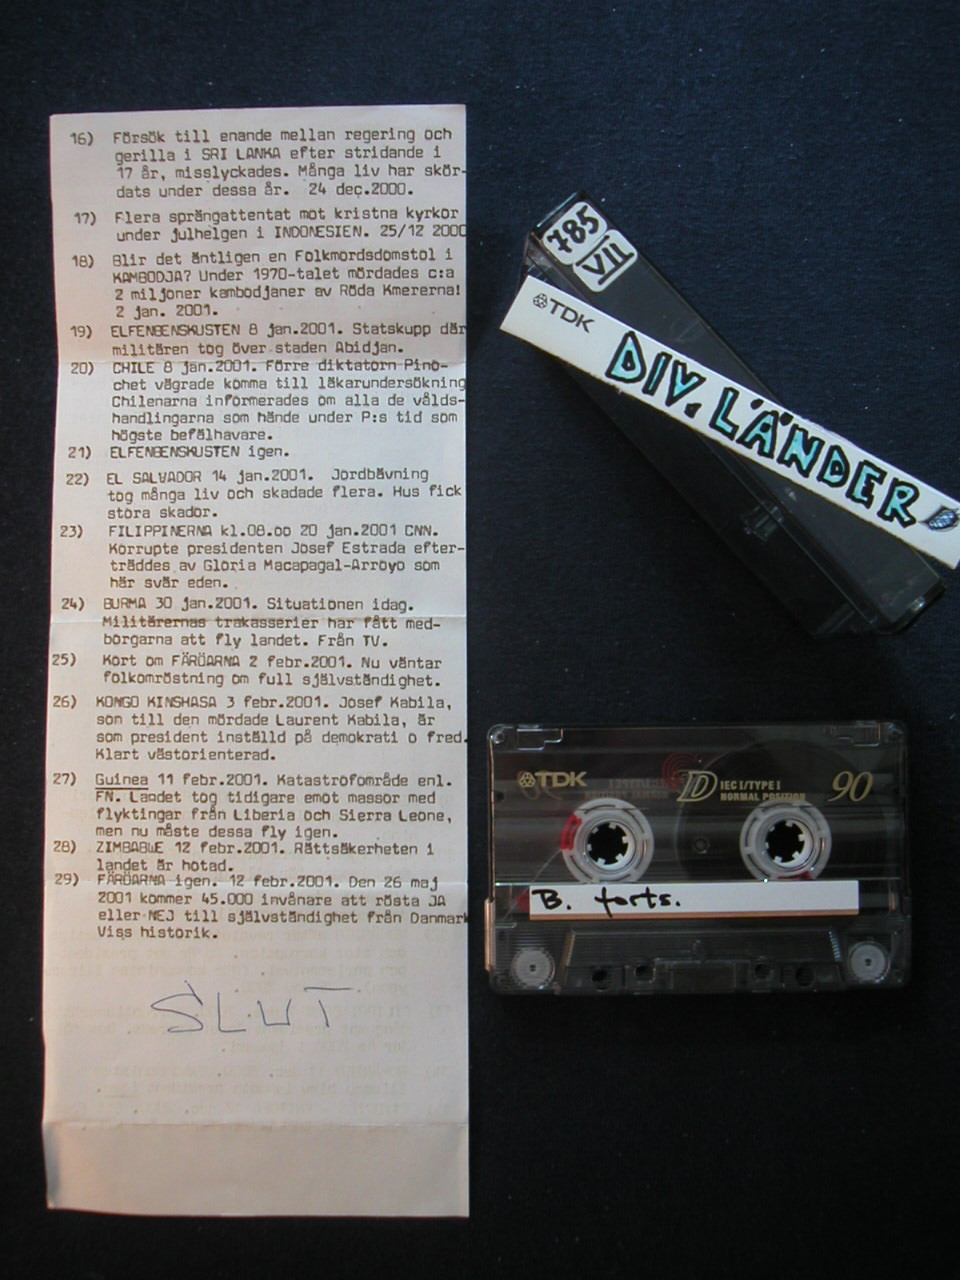 16) Försök till enande mellan regering och
gerilla i SRI LANKA efter stridande i
17 år, misslyckades. Många liv har skör-
dats under dessa år. 24 dec.2000.
17) Flera sprängattentat mot kristna kyrkor
under julhelgen i INDONESIEN. 25/12 2000
18) Blir det äntligen en Folkmordsdomstol i
KAMBODJA? Under 1970-talet mördades c:a
2 miljoner kambodjaner av Röda Kmererna!
2 jan. 2001.
19) ELFENBENSKUSTEN 8 jan.2001. Statskupp där
militären tog över staden Abidjan.
20) CHILE 8 jan.2001. Förre diktatorn Pino-
chet vägrade komma till läkarundersökning
Chilenarna informerades om alla de vålds-
handlingarna som hände under P:s tid som
högste befälhavare.
21) ELFENBENSKUSTEN igen.
22) EL SALVADOR 14 jan.2001. Jordbävning
tog många liv och skadade flera. Hus fick
stora skador.
23) FILIPPINERNA kl.08.oo 20 jan.2001 CNN.
Korrupte presidenten Josef Estrada efter-
träddes av Gloria Macapagal-Arroyo som
här svär eden.
24) BURMA 30 jan.2001. Situationen idag.
Militärernas trakasserier har fått med-
borgarna att fly landet. Från TV.
25) Kort om FÄRÖARNA 2 febr.2001. Nu väntar
folkomröstning om full självständighet.
26) KONGO KINSHASA 3 febr.2001. Josef Kabila,
son till den mördade Laurent Kabila, är
som president inställd på demokrati o fred.
Klart västorienterad.
27) Guinea 11 febr.2001. Katastrofområde enl.
FN. Landet tog tidigare emot massor med
flyktingar från Liberia och Sierra Leone,
men nu måste dessa fly igen.
28) ZIMBABWE 12 febr.2001. Rättsäkerheten i
landet är hotad.
29) FÄRÖARNA igen. 12 febr.2001. Den 26 maj
2001 kommer 45.000 invånare att rösta JA
eller NEJ till självständighet från Danmark
Viss historik.
SLUT
785
VII
TDK
DIV. LÄNDER
TDK
D IEC I/TYPE I
NORMAL POSITION
90
B. forts.